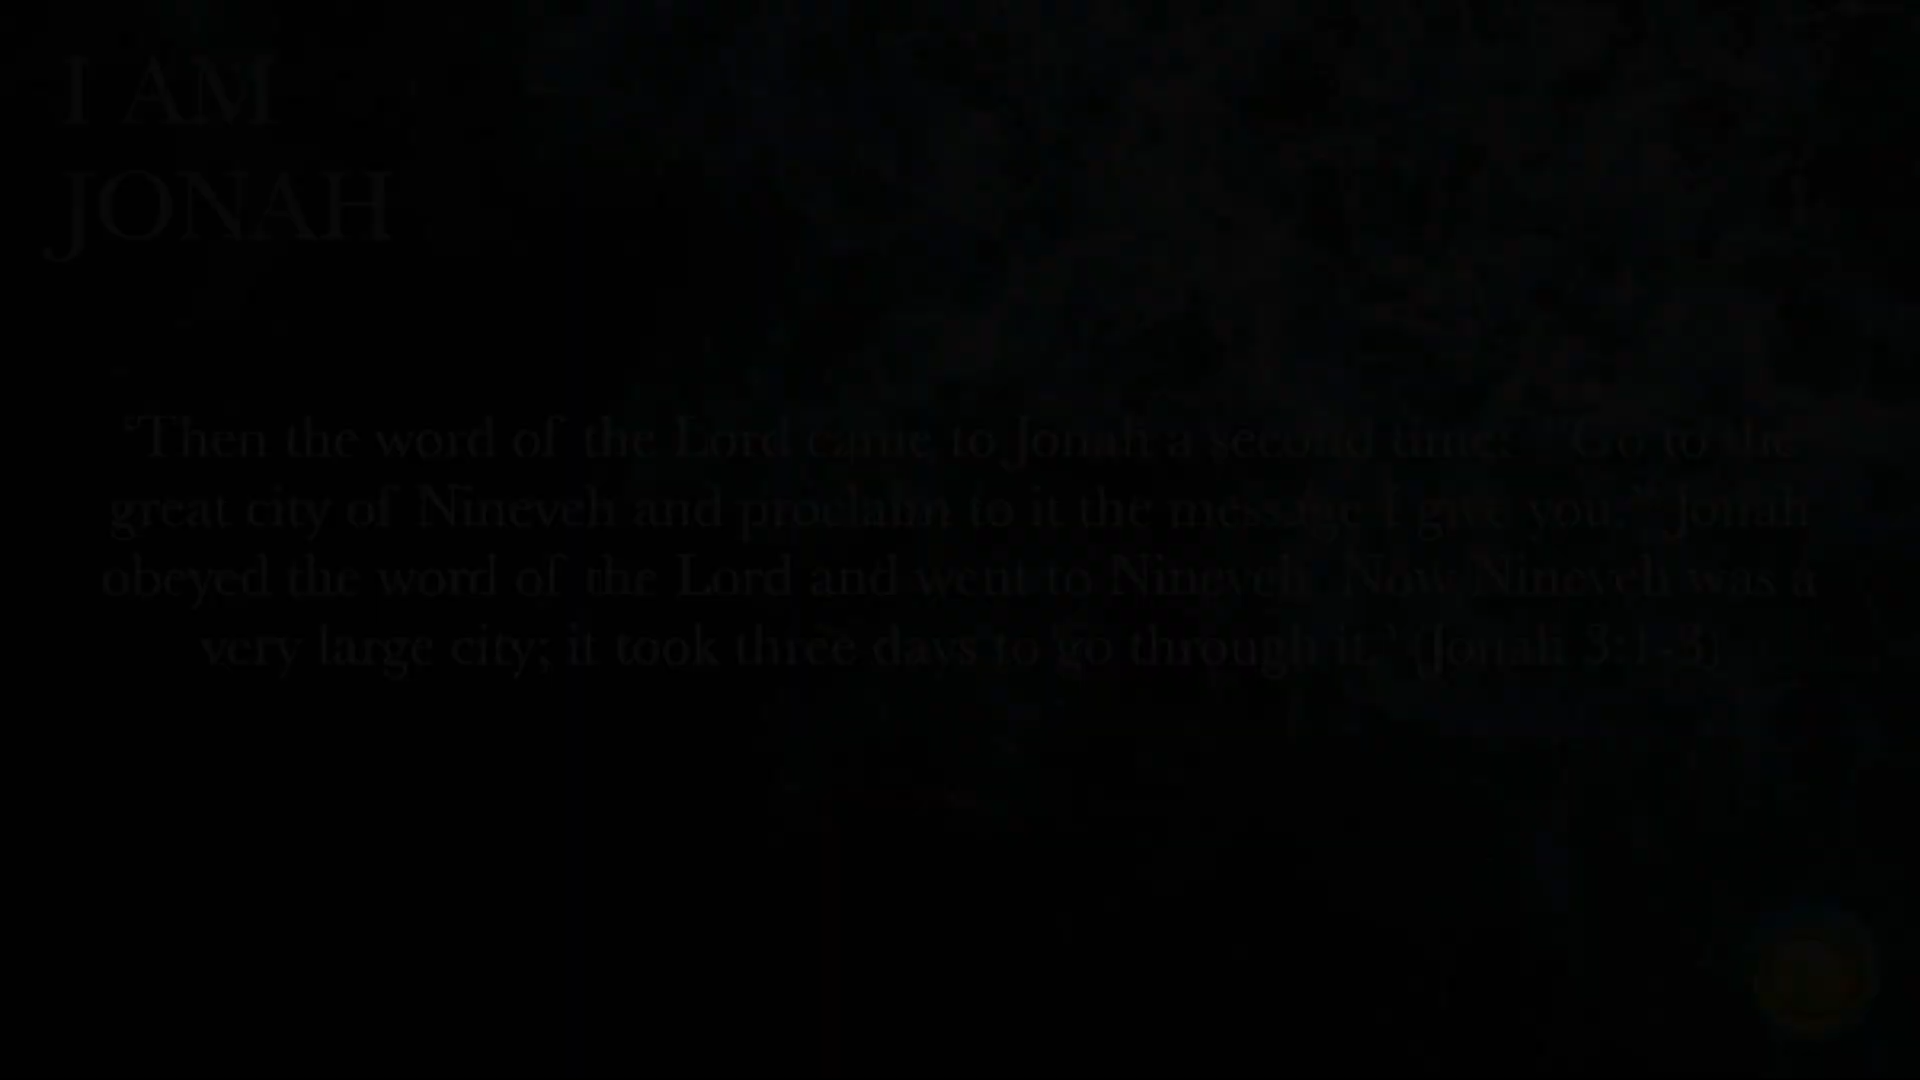 I AM
JONAH
“Then the word of the Lord came to Jonah a second time: “Go to the
great city of Nineveh and proclaim to it the message I give you.” Jonah
obeyed the word of the Lord and went to Nineveh. Now Nineveh was a
very large city; it took three days to go through it.’ (Jonah 3:1-3)